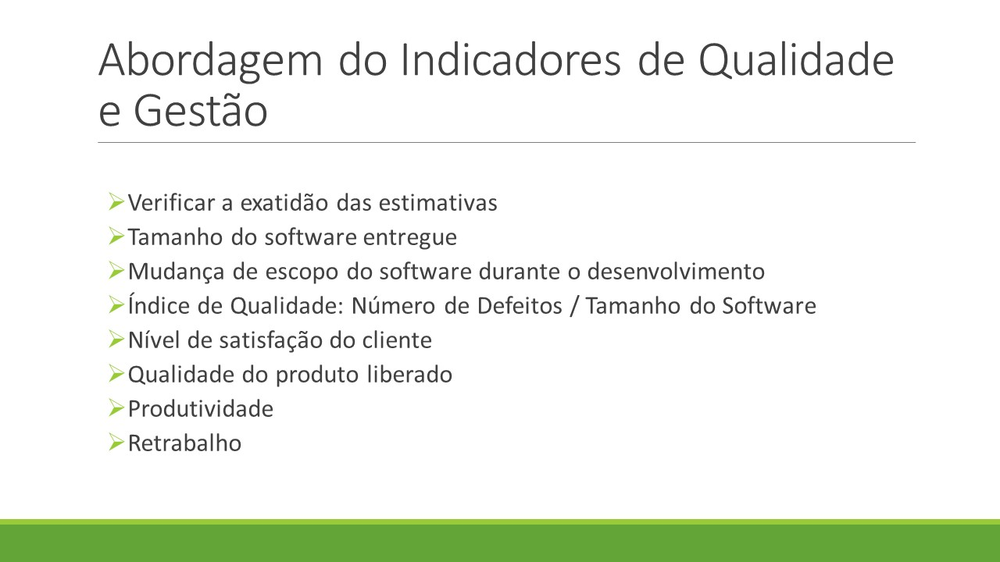 Abordagem do Indicadores de Qualidade
e Gestão
Verificar a exatidão das estimativas
Tamanho do software entregue
Mudança de escopo do software durante o desenvolvimento
Índice de Qualidade: Número de Defeitos / Tamanho do Software
Nível de satisfação do cliente
Qualidade do produto liberado
Produtividade
Retrabalho